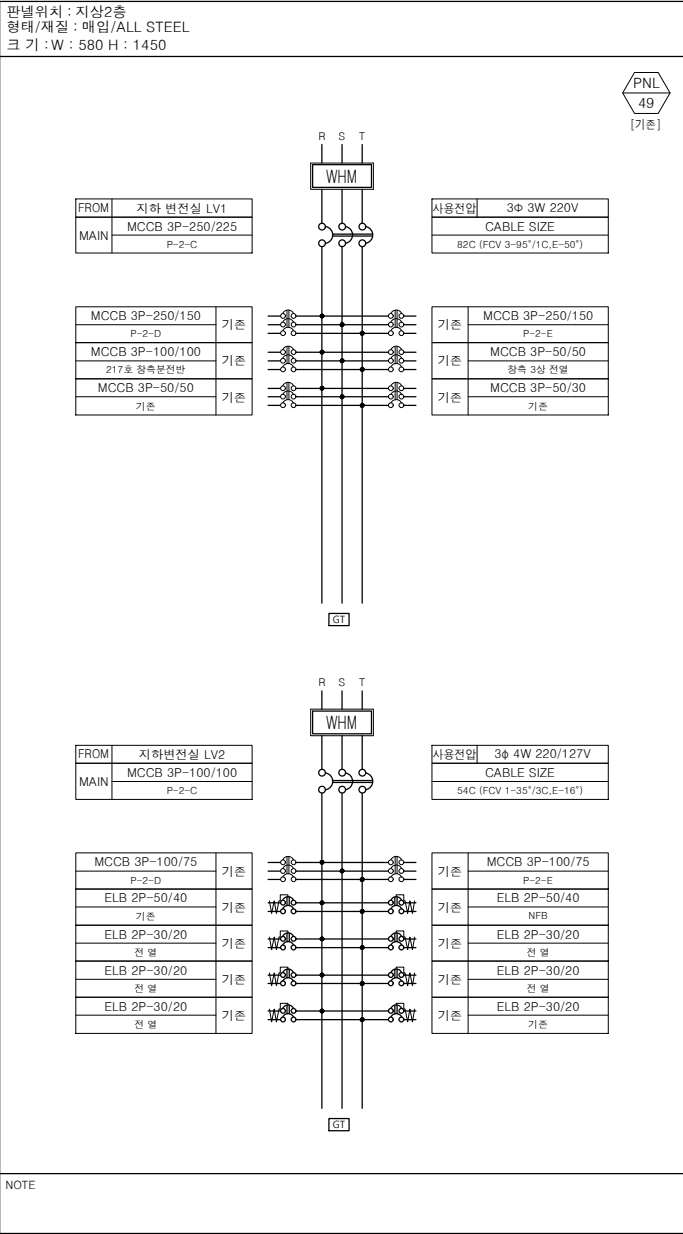 판넬위치 : 지상2층
형태/재질 : 매입/ALL STEEL
크 기 : W : 580 H : 1450
PNL
49
[기존]
R S T
WHM
FROM 지하 변전실 LV1
MAIN MCCB 3P-250/225
P-2-C
사용전압 3Φ 3W 220V
CABLE SIZE
82C (FCV 3-95°/1C,E-50°)
MCCB 3P-250/150 기존
P-2-D
MCCB 3P-100/100 기존
217호 창측분전반
MCCB 3P-50/50 기존
기존
기존 MCCB 3P-250/150
P-2-E
기존 MCCB 3P-50/50
창측 3상 전열
기존 MCCB 3P-50/30
기존
GT
R S T
WHM
FROM 지하변전실 LV2
MAIN MCCB 3P-100/100
P-2-C
사용전압 3φ 4W 220/127V
CABLE SIZE
54C (FCV 1-35°/3C,E-16°)
MCCB 3P-100/75 기존
P-2-D
ELB 2P-50/40 기존
기존
ELB 2P-30/20 기존
전 열
ELB 2P-30/20 기존
전 열
ELB 2P-30/20 기존
전 열
W W
W W
W W
W W
기존 MCCB 3P-100/75
P-2-E
기존 ELB 2P-50/40
NFB
기존 ELB 2P-30/20
전 열
기존 ELB 2P-30/20
전 열
기존 ELB 2P-30/20
기존
GT
NOTE